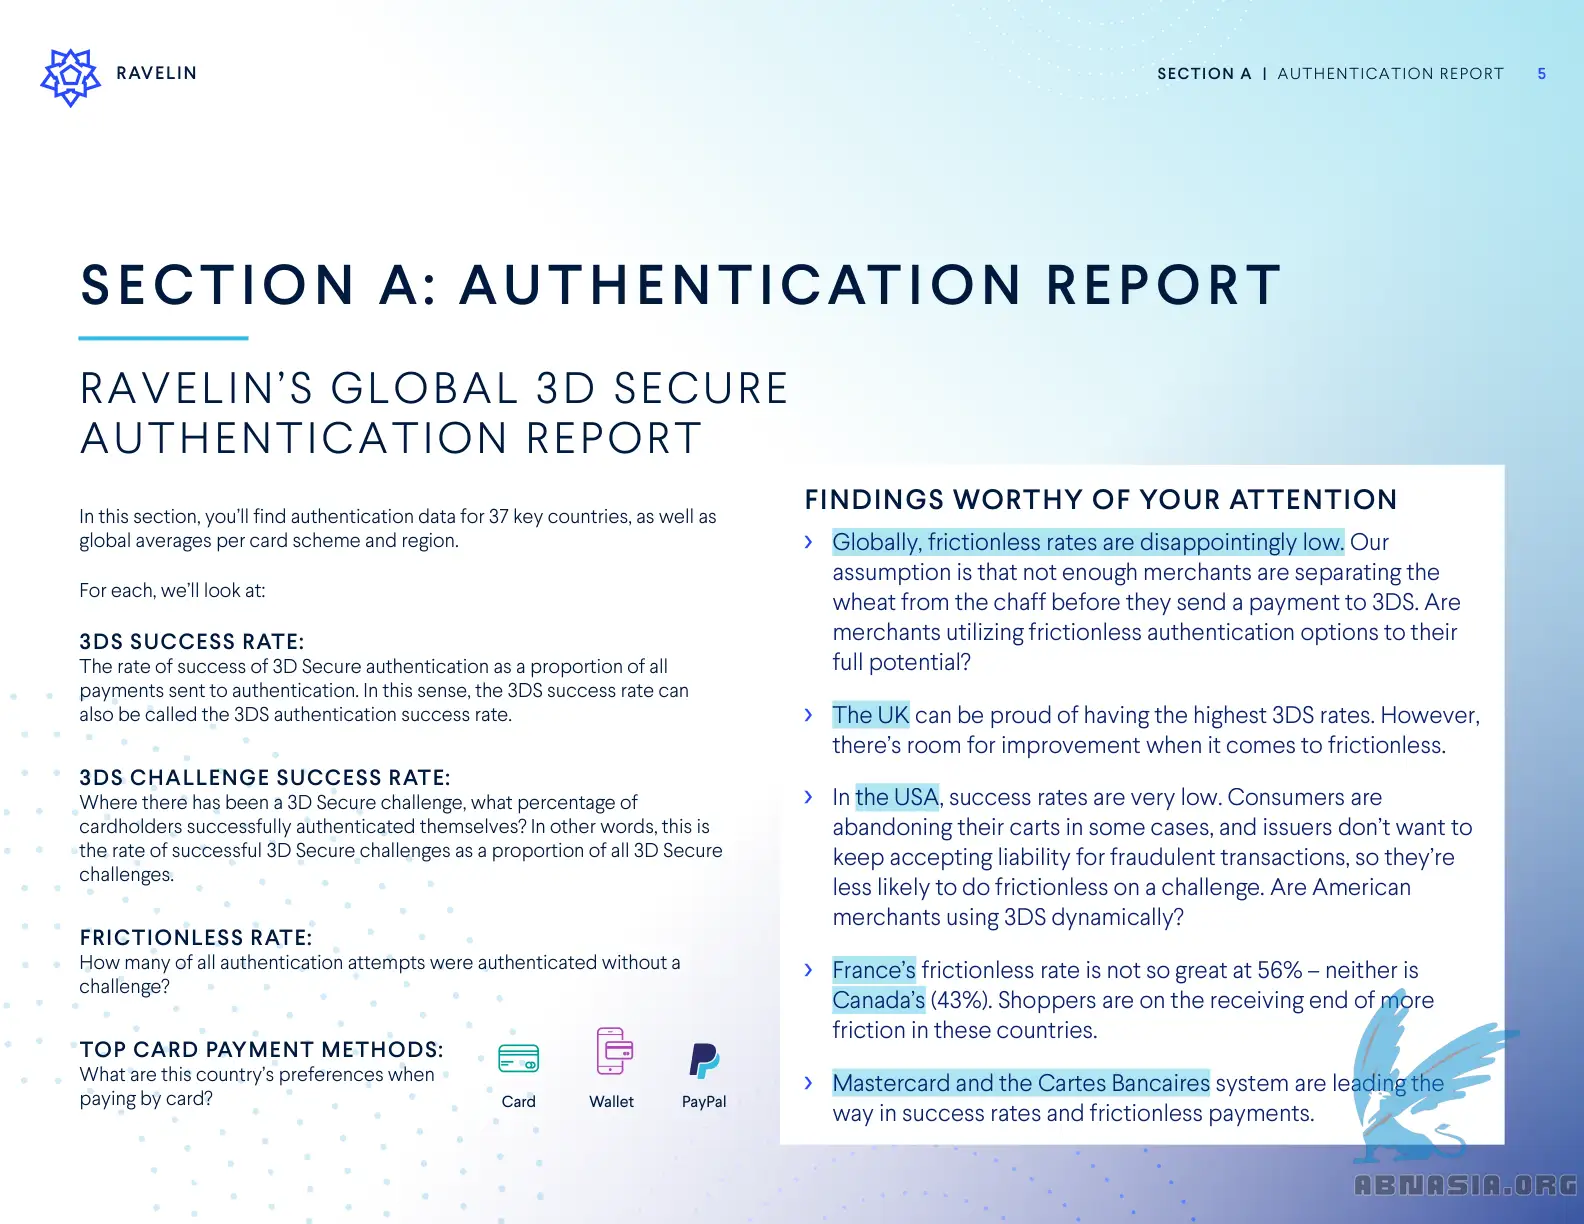 RAVELIN
SECTION A | AUTHENTICATION REPORT 5
SECTION A: AUTHENTICATION REPORT
RAVELIN’S GLOBAL 3D SECURE
AUTHENTICATION REPORT
In this section, you’ll find authentication data for 37 key countries, as well as
global averages per card scheme and region.
For each, we’ll look at:
3DS SUCCESS RATE:
The rate of success of 3D Secure authentication as a proportion of all
payments sent to authentication. In this sense, the 3DS success rate can
also be called the 3DS authentication success rate.
3DS CHALLENGE SUCCESS RATE:
Where there has been a 3D Secure challenge, what percentage of
cardholders successfully authenticated themselves? In other words, this is
the rate of successful 3D Secure challenges as a proportion of all 3D Secure
challenges.
FRICTIONLESS RATE:
How many of all authentication attempts were authenticated without a
challenge?
TOP CARD PAYMENT METHODS:
What are this country’s preferences when
paying by card?
Card
Wallet
PayPal
FINDINGS WORTHY OF YOUR ATTENTION
› Globally, frictionless rates are disappointingly low. Our
assumption is that not enough merchants are separating the
wheat from the chaff before they send a payment to 3DS. Are
merchants utilizing frictionless authentication options to their
full potential?
› The UK can be proud of having the highest 3DS rates. However,
there’s room for improvement when it comes to frictionless.
› In the USA, success rates are very low. Consumers are
abandoning their carts in some cases, and issuers don’t want to
keep accepting liability for fraudulent transactions, so they’re
less likely to do frictionless on a challenge. Are American
merchants using 3DS dynamically?
› France’s frictionless rate is not so great at 56% – neither is
Canada’s (43%). Shoppers are on the receiving end of more
friction in these countries.
› Mastercard and the Cartes Bancaires system are leading the
way in success rates and frictionless payments.
ABNASIA.ORG